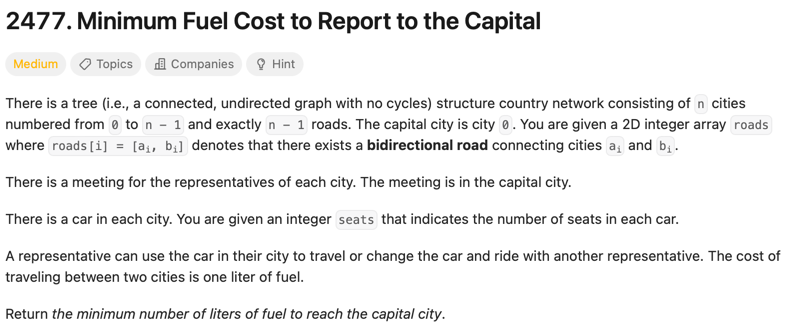 2477. Minimum Fuel Cost to Report to the Capital
Medium Topics Companies Hint
There is a tree (i.e., a connected, undirected graph with no cycles) structure country network consisting of n cities
numbered from 0 to n - 1 and exactly n - 1 roads. The capital city is city 0. You are given a 2D integer array roads
where roads[i] = [aᵢ, bᵢ] denotes that there exists a bidirectional road connecting cities aᵢ and bᵢ.
There is a meeting for the representatives of each city. The meeting is in the capital city.
There is a car in each city. You are given an integer seats that indicates the number of seats in each car.
A representative can use the car in their city to travel or change the car and ride with another representative. The cost of
traveling between two cities is one liter of fuel.
Return the minimum number of liters of fuel to reach the capital city.